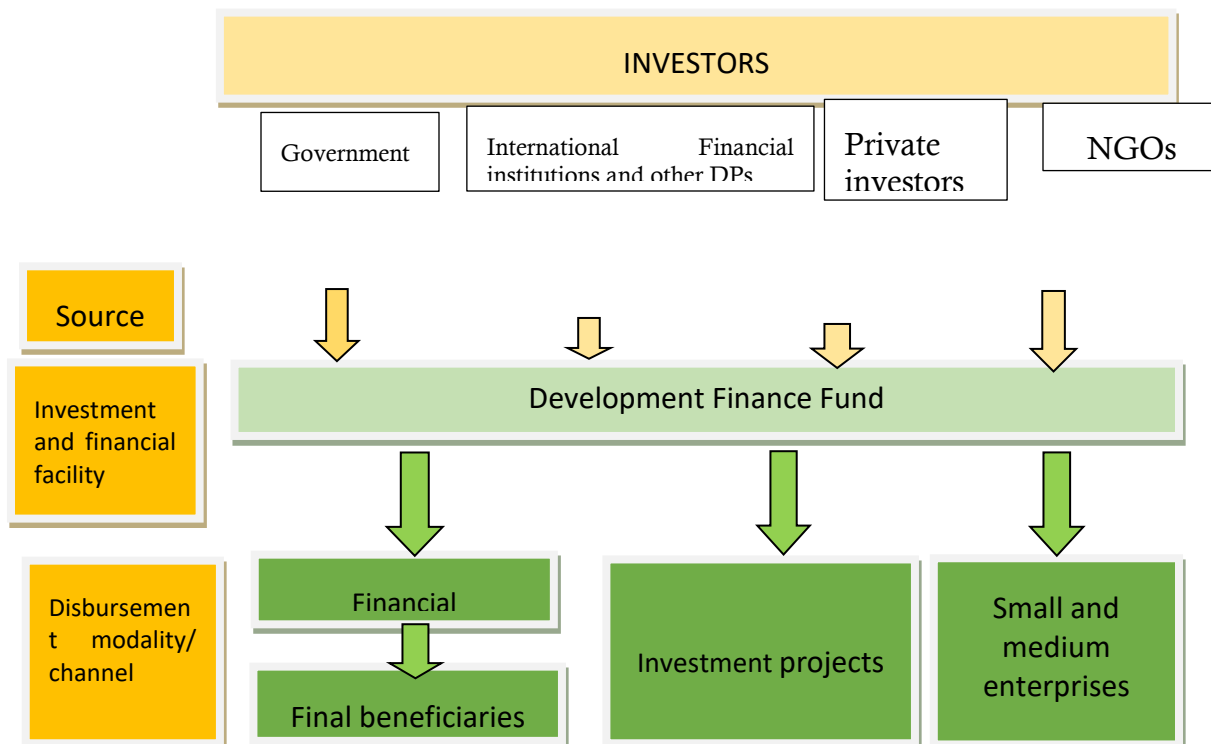 INVESTORS
Government
International Financial
institutions and other DPs
Private
investors
NGOs
Source
Development Finance Fund
Investment
and financial
facility
Financial
Disbursemen
t modality/
channel
Investment projects
Small and
medium
enterprises
Final beneficiaries